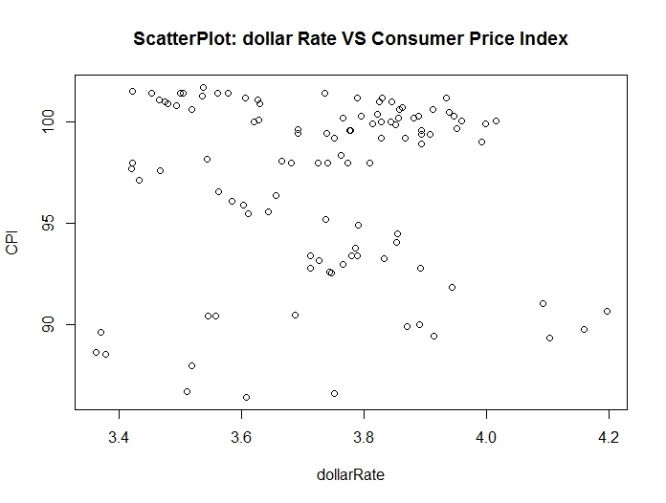 ScatterPlot: dollar Rate VS Consumer Price Index
CPI
100
95
90
3.4 3.6 3.8 4.0 4.2
dollarRate